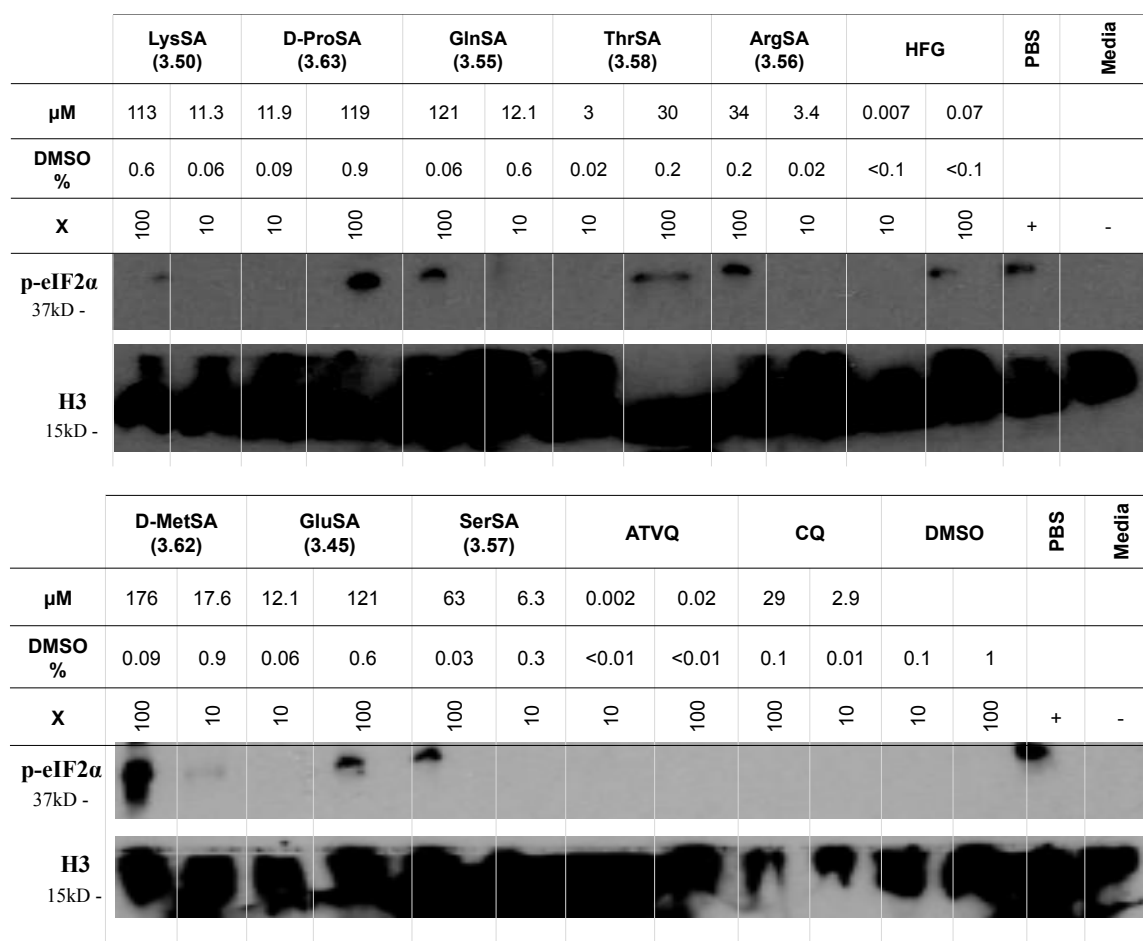 LysSA (3.50) D-ProSA (3.63) GlnSA (3.55) ThrSA (3.58) ArgSA (3.56) HFG PBS Media
µM 113 11.3 11.9 119 121 12.1 3 30 34 3.4 0.007 0.07
DMSO % 0.6 0.06 0.09 0.9 0.06 0.6 0.02 0.2 0.2 0.02 <0.1 <0.1
X 100 10 10 100 100 10 10 100 100 10 10 100 + -
p-eIF2α
37kD -
H3
15kD -
D-MetSA (3.62) GluSA (3.45) SerSA (3.57) ATVQ CQ DMSO PBS Media
µM 176 17.6 12.1 121 63 6.3 0.002 0.02 29 2.9
DMSO % 0.09 0.9 0.06 0.6 0.03 0.3 <0.01 <0.01 0.1 0.01 0.1 1
X 100 10 10 100 100 10 10 100 100 10 10 100 + -
p-eIF2α
37kD -
H3
15kD -